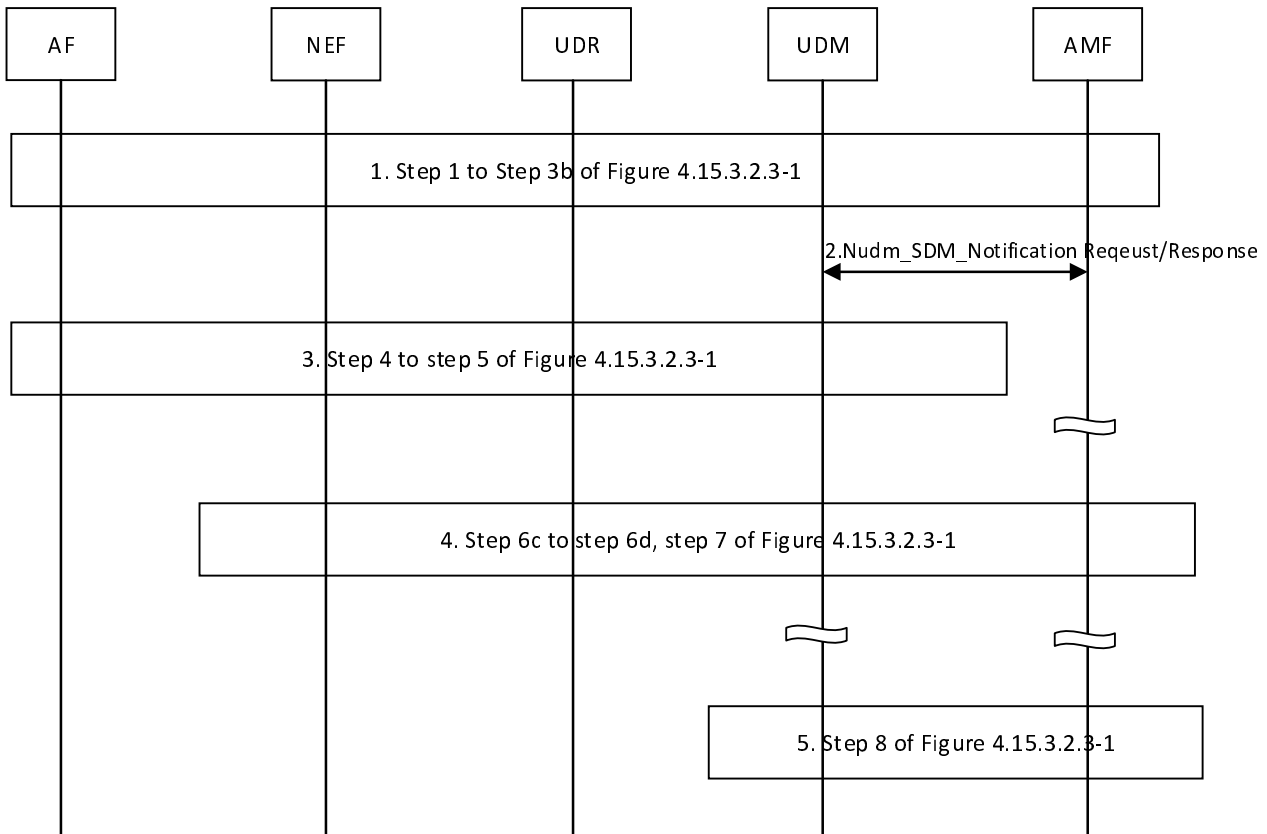 AF
NEF
UDR
UDM
AMF
1. Step 1 to Step 3b of Figure 4.15.3.2.3-1
2.Nudm_SDM_Notification Reqeust/Response
3. Step 4 to step 5 of Figure 4.15.3.2.3-1
4. Step 6c to step 6d, step 7 of Figure 4.15.3.2.3-1
5. Step 8 of Figure 4.15.3.2.3-1